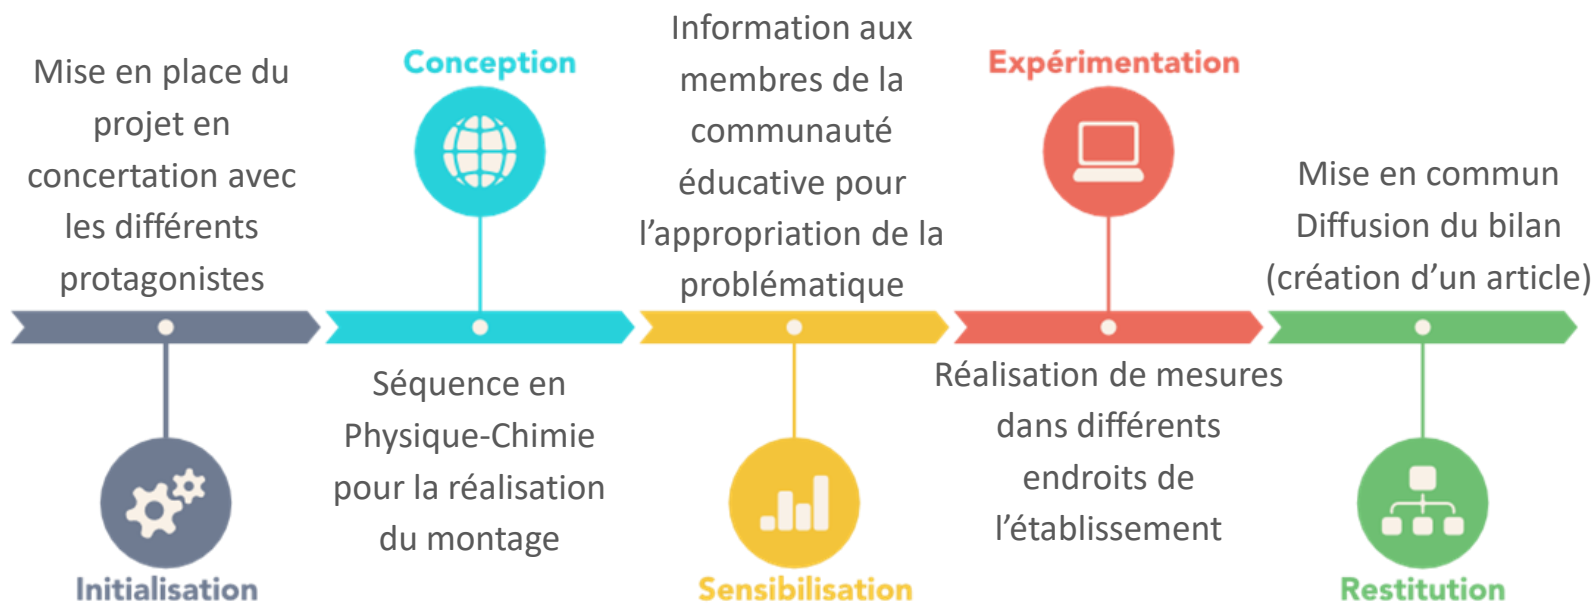 Mise en place du
projet en
concertation avec
les différents
protagonistes
Initialisation
Conception
Séquence en
Physique-Chimie
pour la réalisation
du montage
Information aux
membres de la
communauté
éducative pour
l’appropriation de la
problématique
Sensibilisation
Expérimentation
Réalisation de mesures
dans différents
endroits de
l’établissement
Mise en commun
Diffusion du bilan
(création d’un article)
Restitution